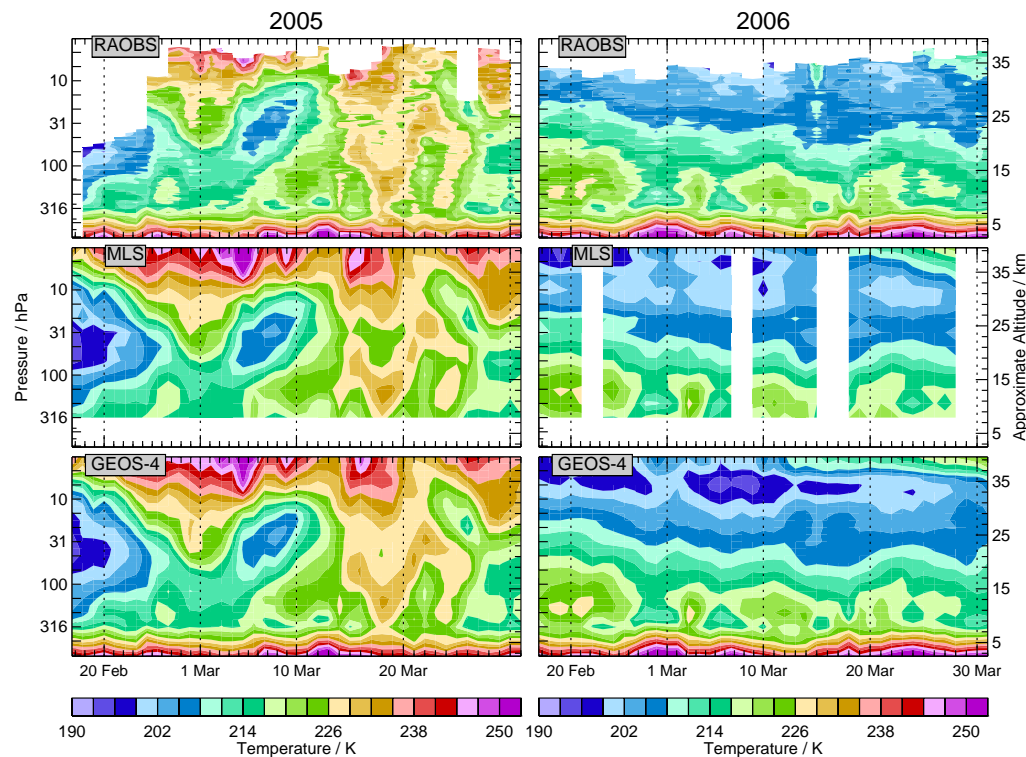 2005
2006
RAOBS
RAOBS
10
31
100
316
35
25
15
5
MLS
MLS
10
31
100
316
35
25
15
5
Pressure / hPa
Approximate Altitude / km
GEOS-4
GEOS-4
10
31
100
316
35
25
15
5
20 Feb 1 Mar 10 Mar 20 Mar
20 Feb 1 Mar 10 Mar 20 Mar 30 Mar
190 202 214 226 238 250
190 202 214 226 238 250
Temperature / K
Temperature / K